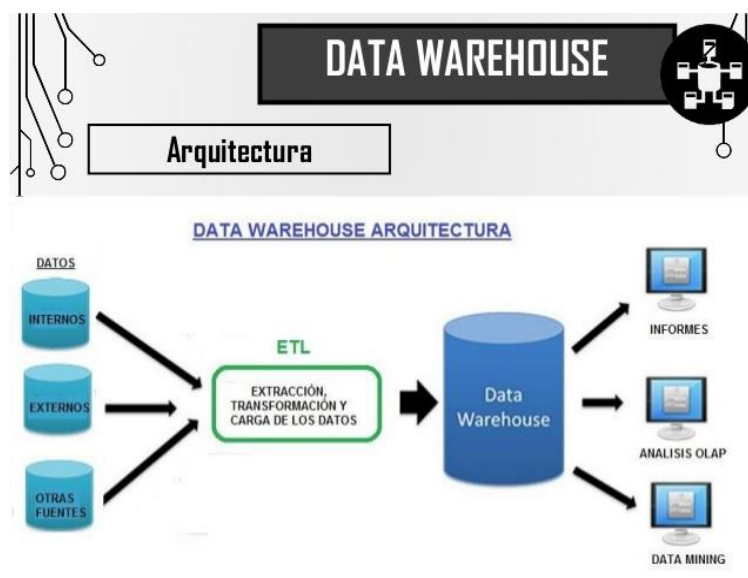 DATA WAREHOUSE
Arquitectura
DATA WAREHOUSE ARQUITECTURA
DATOS
INTERNOS
EXTERNOS
OTRAS
FUENTES
ETL
EXTRACCIÓN,
TRANSFORMACIÓN Y
CARGA DE LOS DATOS
Data
Warehouse
INFORMES
ANALISIS OLAP
DATA MINING